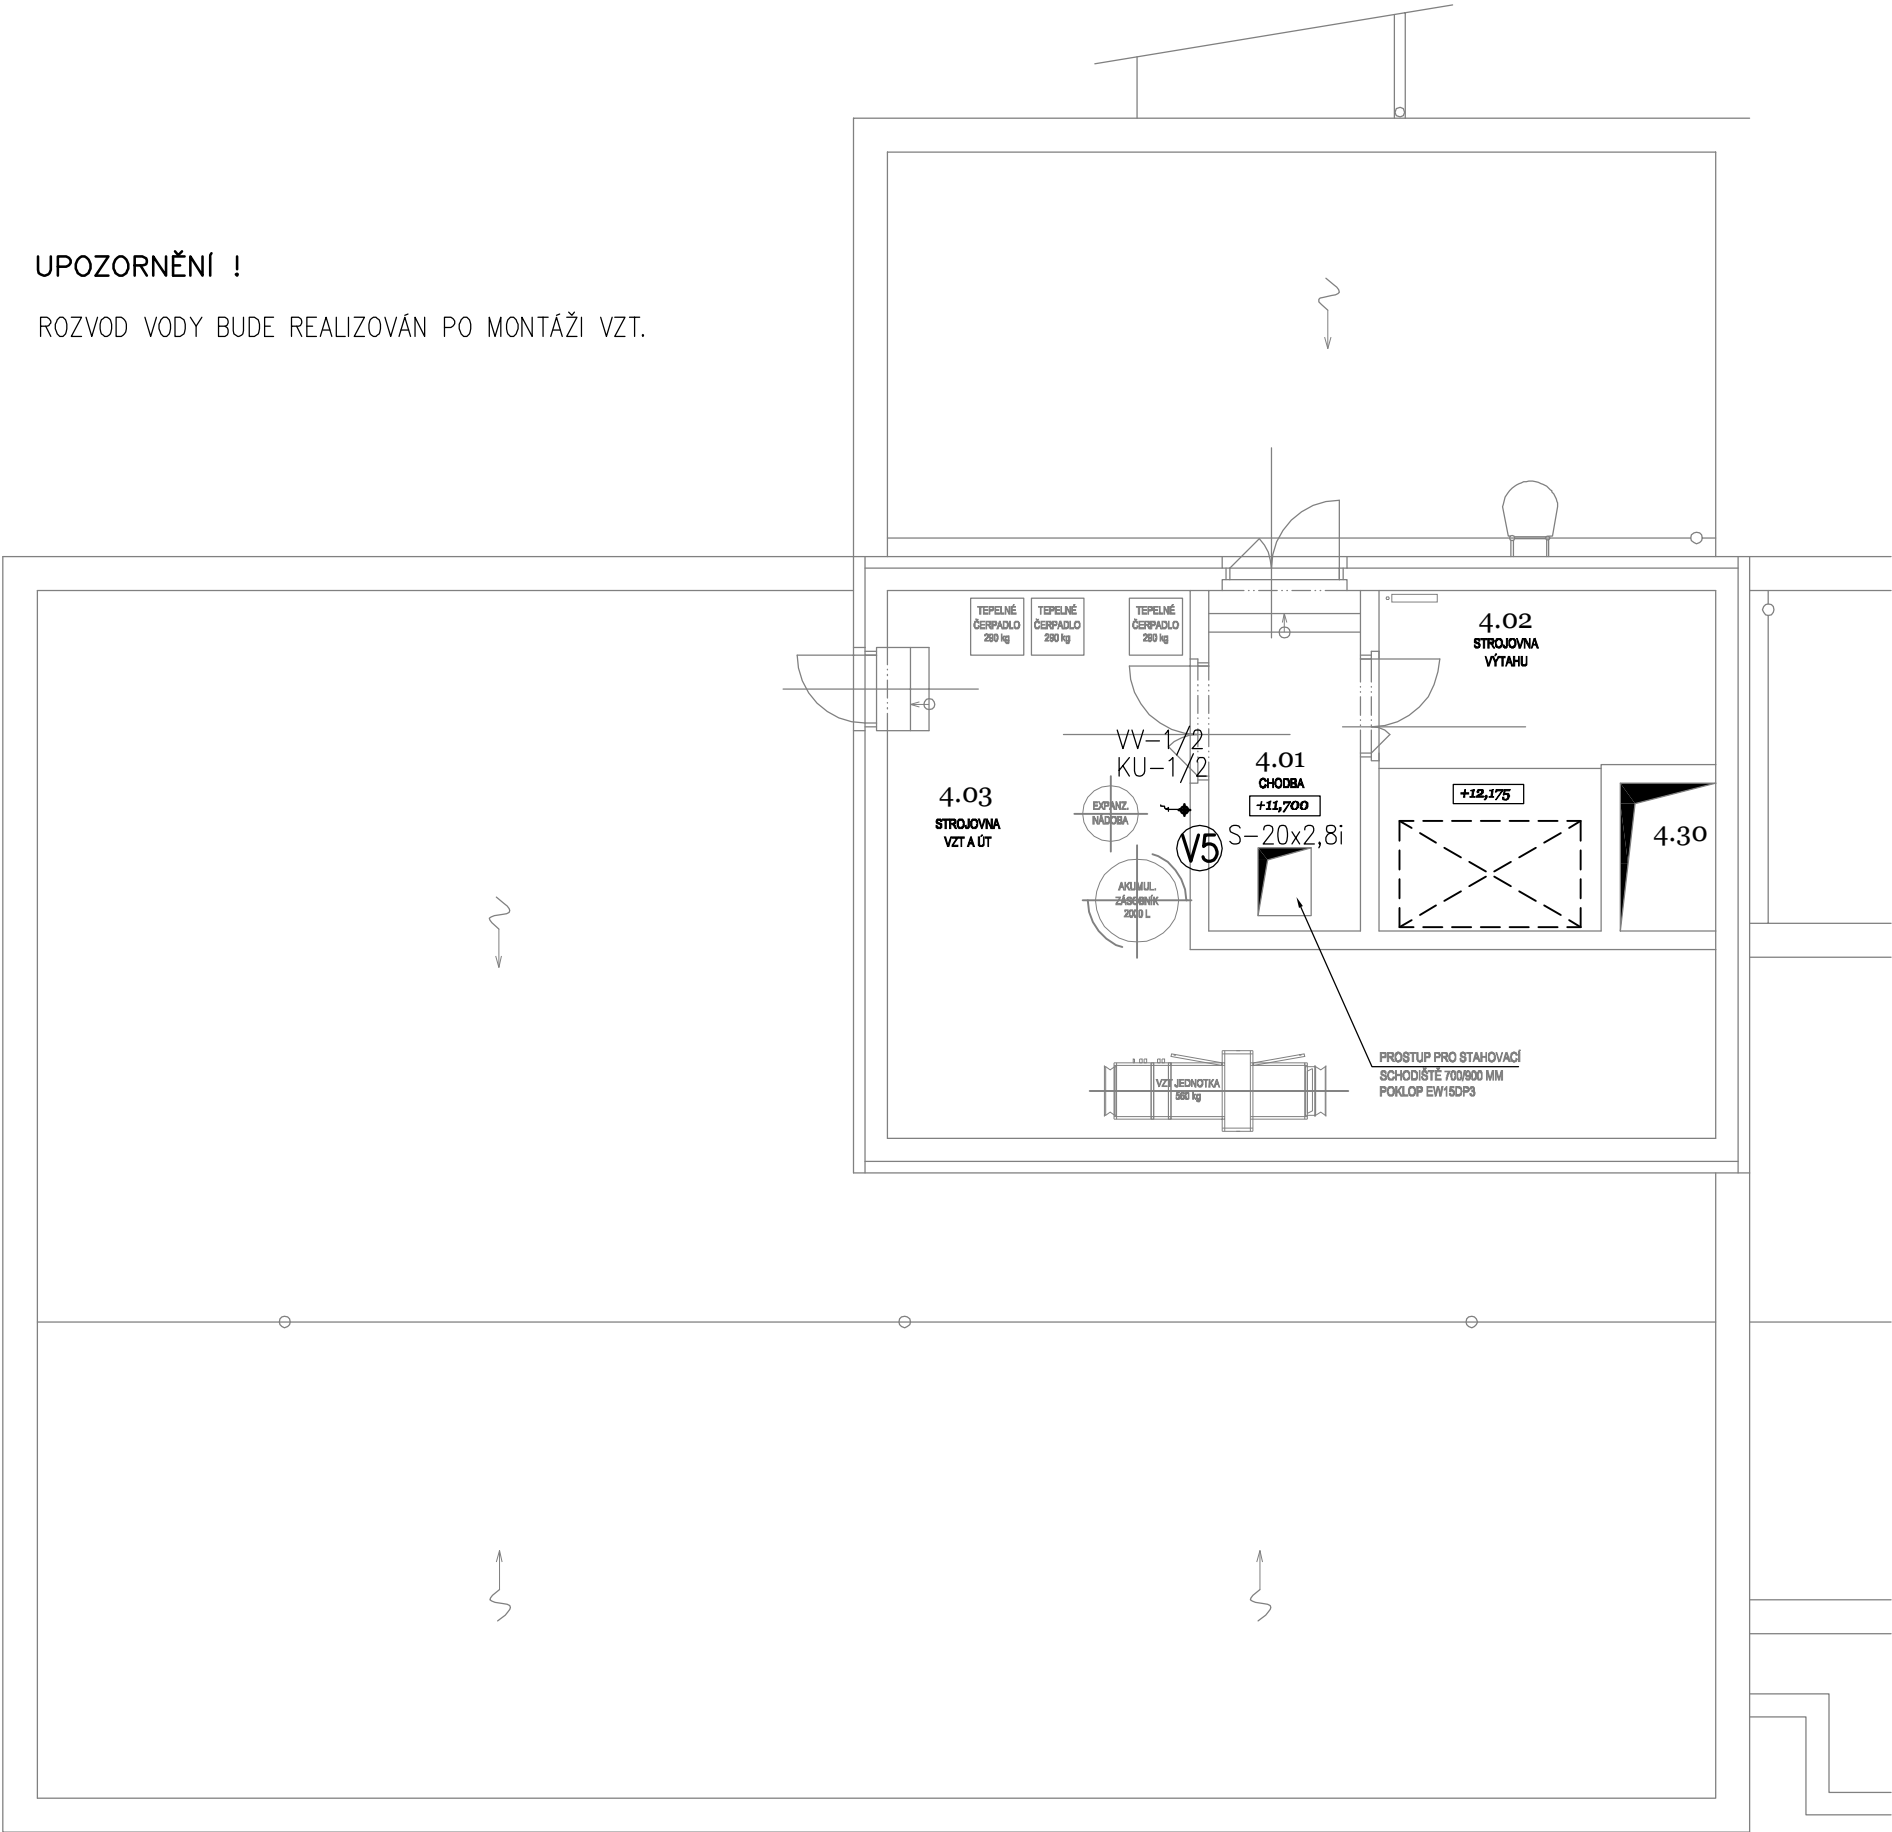 UPOZORNĚNÍ !
ROZVOD VODY BUDE REALIZOVÁN PO MONTÁŽI VZT.
TEPELNÉ
ČERPADLO
290 kg
TEPELNÉ
ČERPADLO
290 kg
TEPELNÉ
ČERPADLO
290 kg
4.02
STROJOVNA
VÝTAHU
VV-1/2
KU-1/2
4.01
CHODBA
+11,700
S-20x2,8i
V5
4.03
STROJOVNA
VZT A ÚT
EXPANZ.
NÁDOBA
AKUMUL.
ZÁSOBNÍK
2000 L
+12,175
4.30
PROSTUP PRO STAHOVACÍ
SCHODIŠTĚ 700/900 MM
POKLOP EW15DP3
VZT JEDNOTKA
560 kg